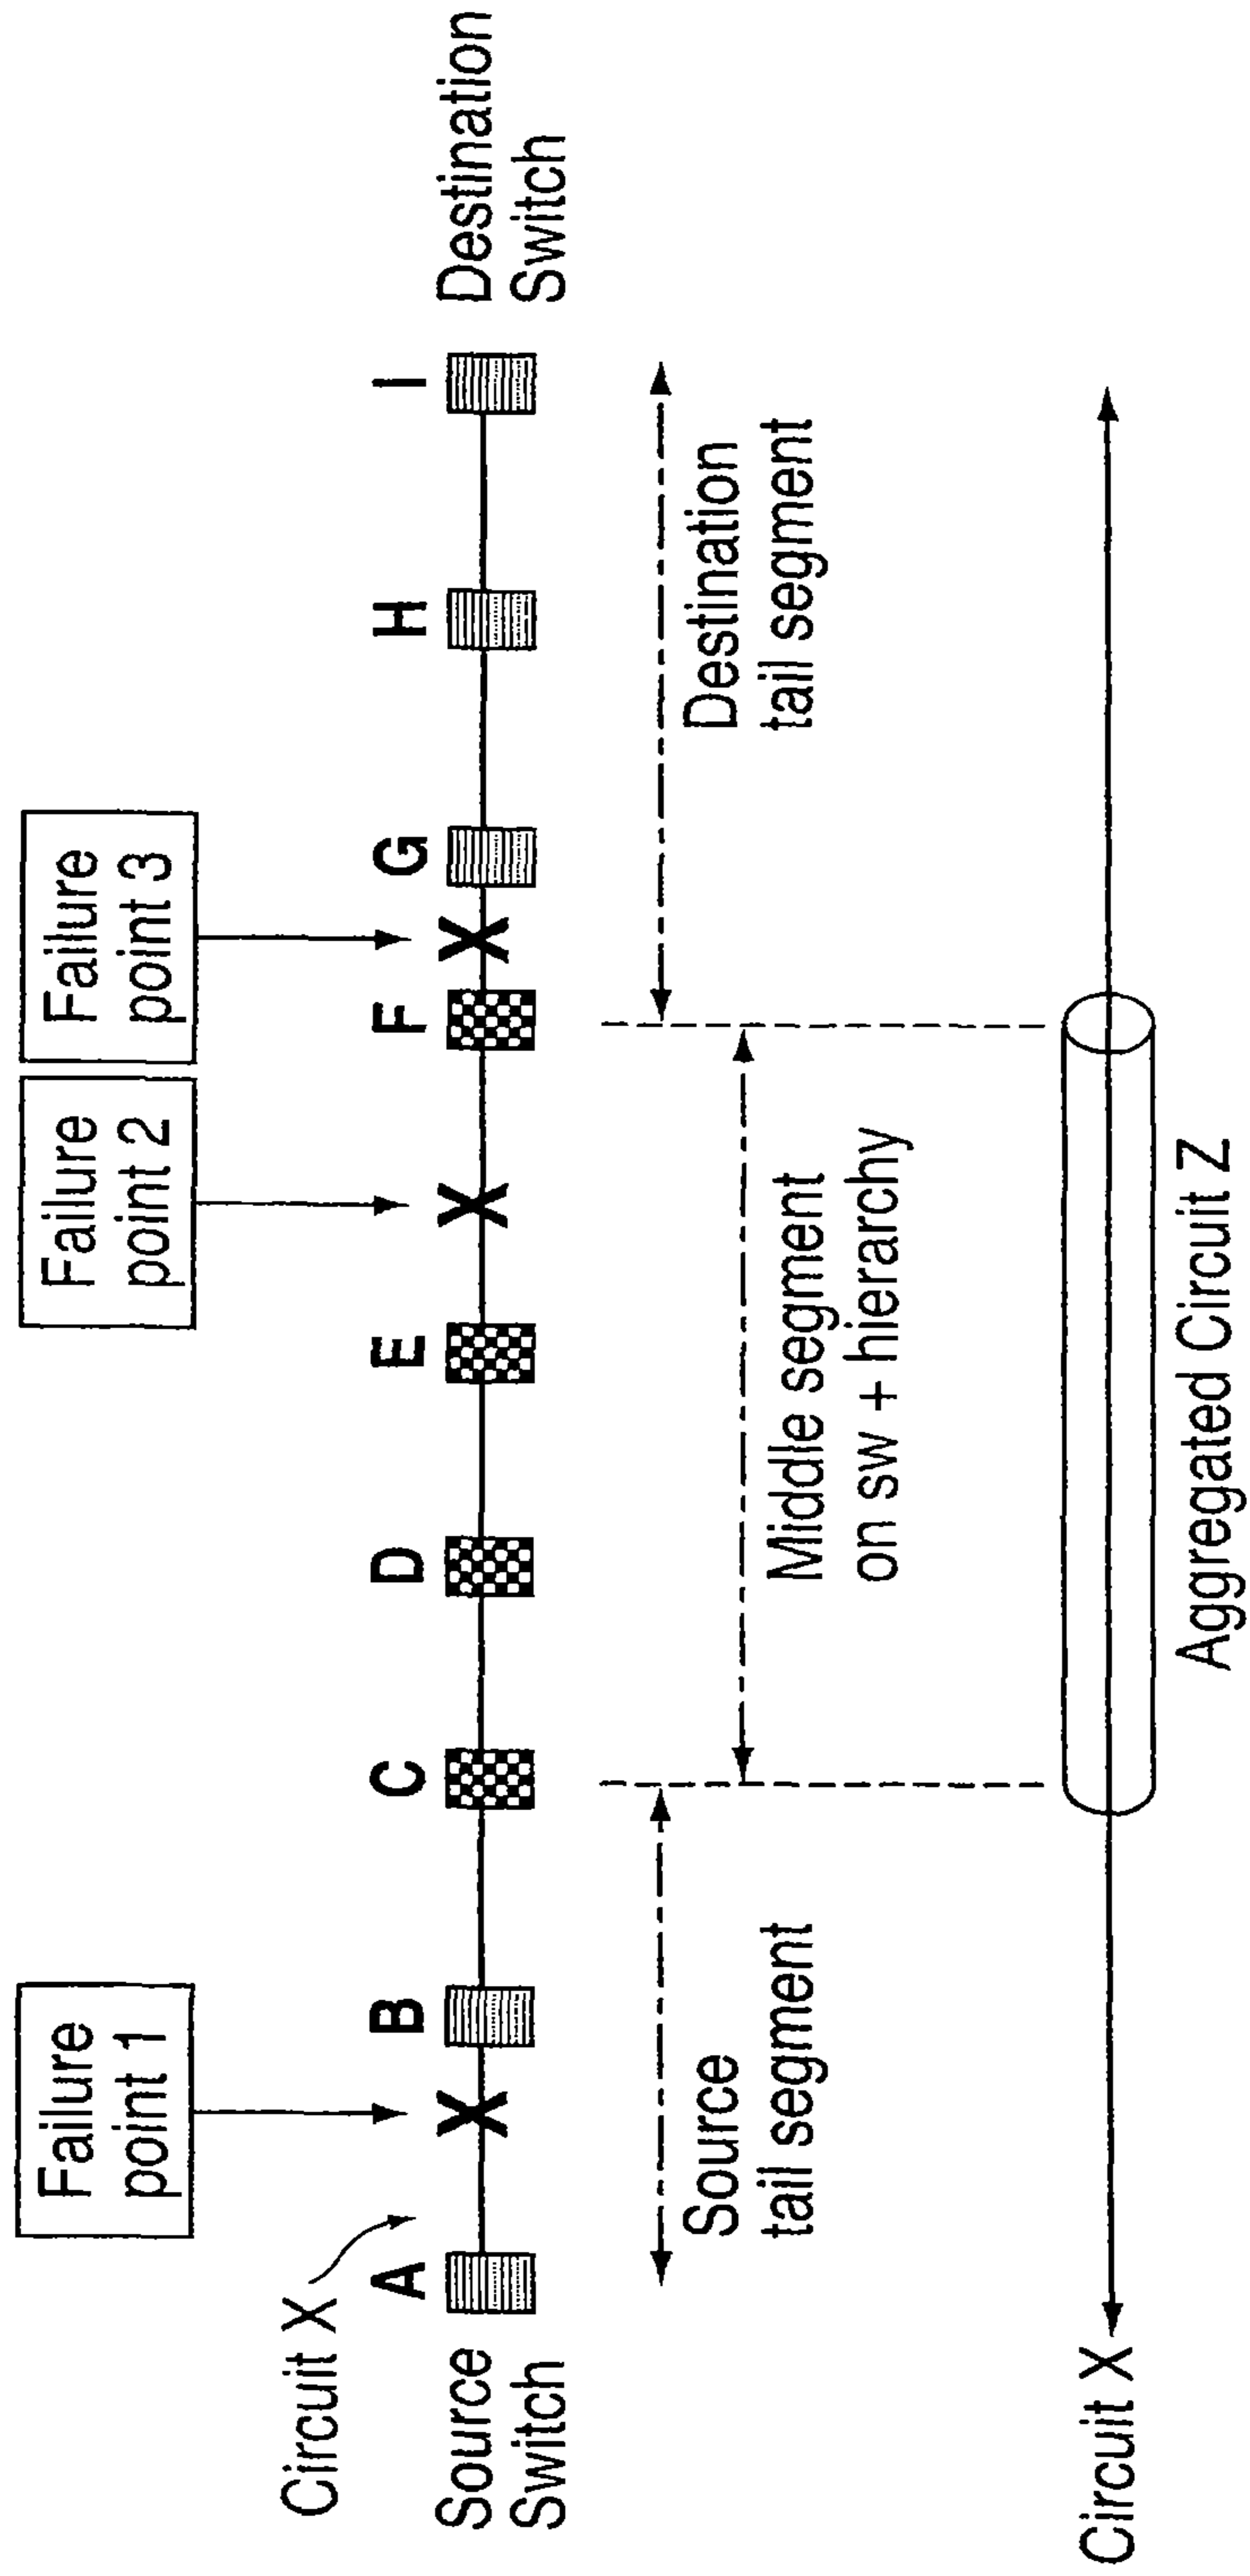 Failure
point 1
Failure
point 2
Failure
point 3
Circuit X
A
B
C
D
E
F
G
H
I
X
X
X
Source
Switch
Destination
Switch
Source
tail segment
Middle segment
on sw + hierarchy
Destination
tail segment
Circuit X
Aggregated Circuit Z